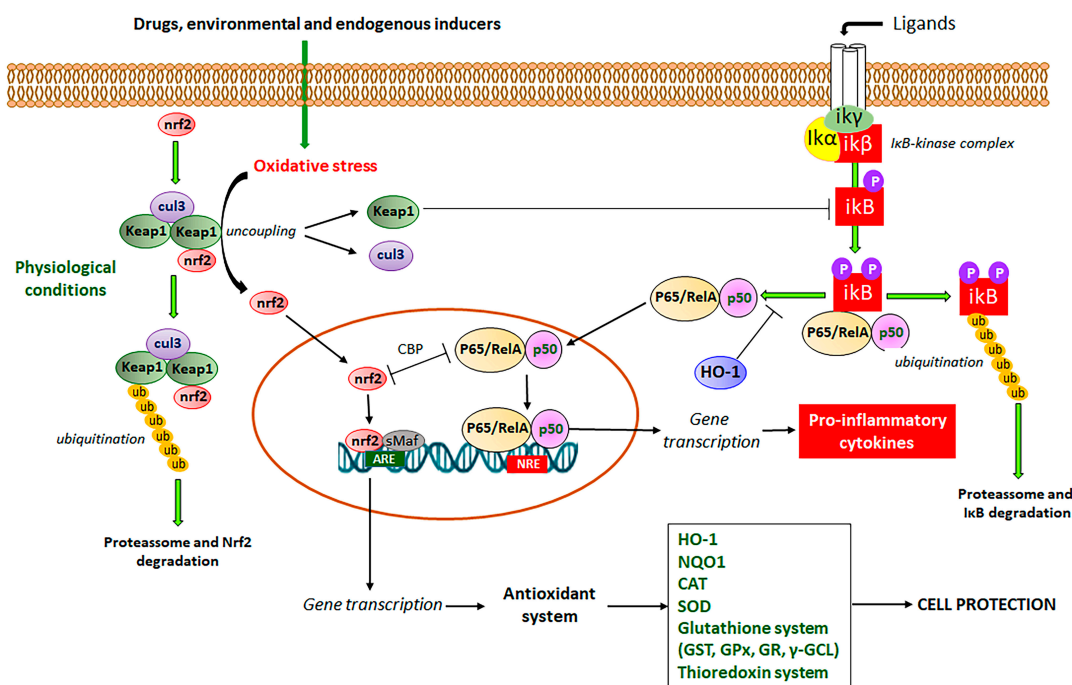 Drugs, environmental and endogenous inducers
Ligands
nrf2
Oxidative stress
cul3
Keap1
Keap1
nrf2
uncoupling
Keap1
cul3
Physiological
conditions
nrf2
cul3
Keap1
Keap1
nrf2
ub
ub
ub
ub
ub
ub
ubiquitination
Proteassome and Nrf2
degradation
ikγ
Ikα
ikβ
IκB-kinase complex
P
ikB
P
P
ikB
P65/RelA
p50
P
P
ikB
ubiquitination
ub
ub
ub
ub
ub
ub
Proteassome and
IκB degradation
P65/RelA
p50
HO-1
CBP
nrf2
P65/RelA
p50
nrf2
sMaf
ARE
P65/RelA
p50
NRE
Gene
transcription
Pro-inflammatory
cytokines
Gene transcription
Antioxidant
system
HO-1
NQO1
CAT
SOD
Glutathione system
(GST, GPx, GR, γ-GCL)
Thioredoxin system
CELL PROTECTION